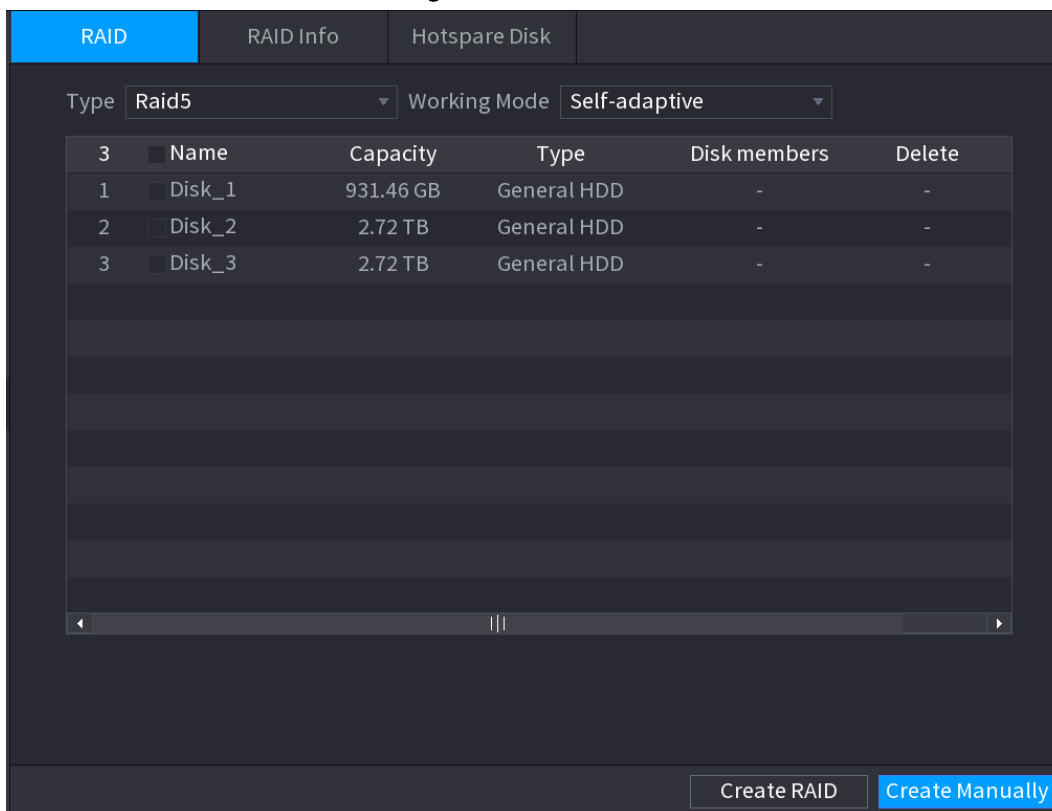 RAID RAID Info Hotspare Disk
Type Raid5 Working Mode Self-adaptive
3 Name Capacity Type Disk members Delete
1 Disk_1 931.46 GB General HDD - -
2 Disk_2 2.72 TB General HDD - -
3 Disk_3 2.72 TB General HDD - -
Create RAID Create Manually